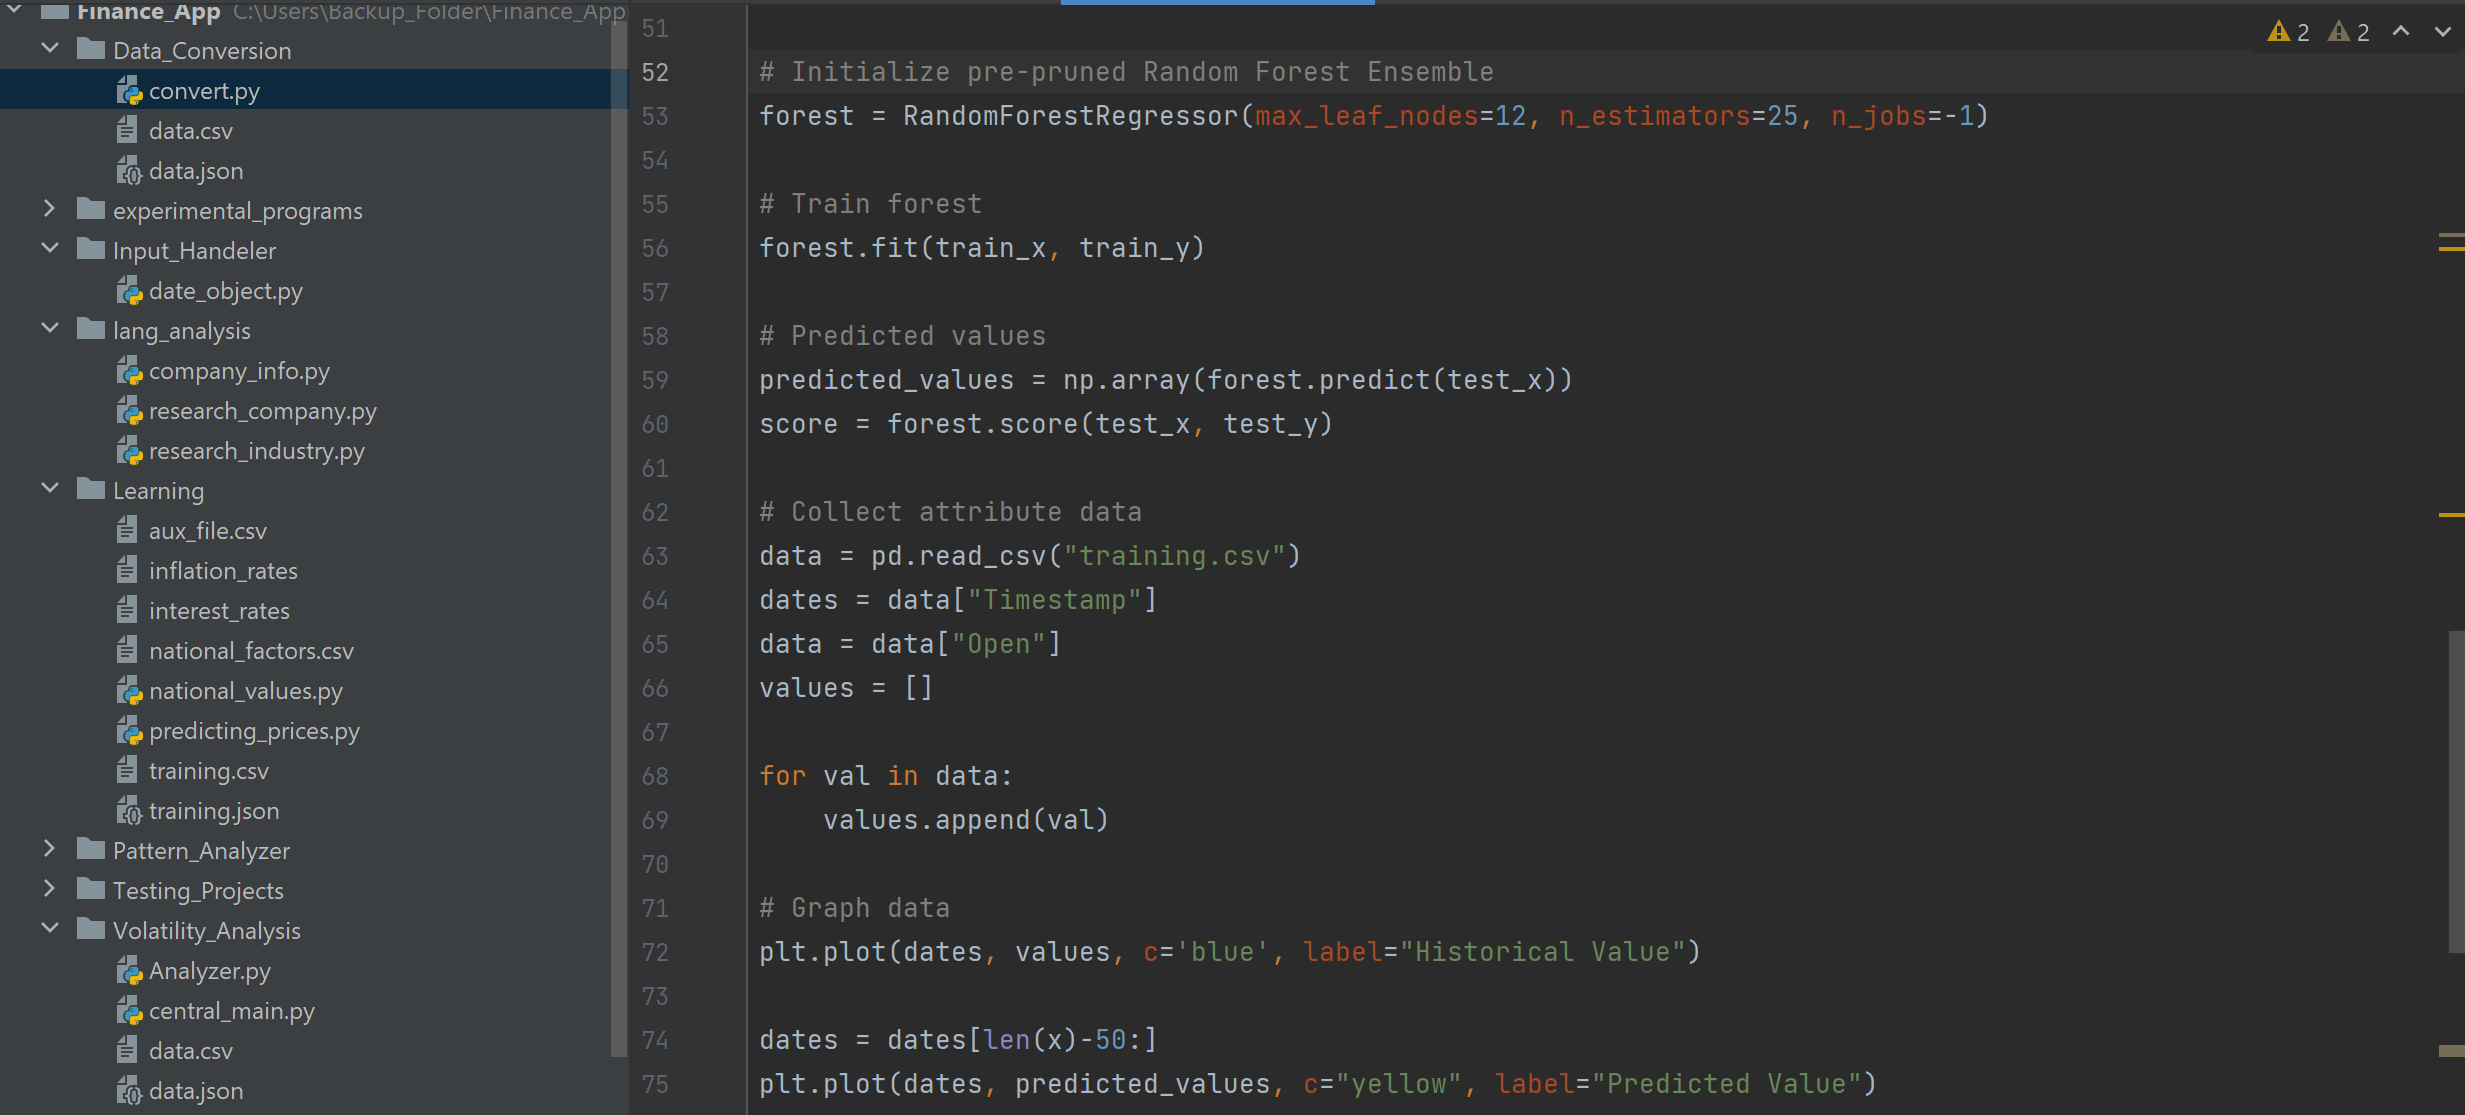 Finance_App C:\Users\Backup_Folder\Finance_App
Data_Conversion
convert.py
data.csv
data.json
experimental_programs
Input_Handeler
date_object.py
lang_analysis
company_info.py
research_company.py
research_industry.py
Learning
aux_file.csv
inflation_rates
interest_rates
national_factors.csv
national_values.py
predicting_prices.py
training.csv
training.json
Pattern_Analyzer
Testing_Projects
Volatility_Analysis
Analyzer.py
central_main.py
data.csv
data.json
2 2
51
52 # Initialize pre-pruned Random Forest Ensemble
53 forest = RandomForestRegressor(max_leaf_nodes=12, n_estimators=25, n_jobs=-1)
54
55 # Train forest
56 forest.fit(train_x, train_y)
57
58 # Predicted values
59 predicted_values = np.array(forest.predict(test_x))
60 score = forest.score(test_x, test_y)
61
62 # Collect attribute data
63 data = pd.read_csv("training.csv")
64 dates = data["Timestamp"]
65 data = data["Open"]
66 values = []
67
68 for val in data:
69 values.append(val)
70
71 # Graph data
72 plt.plot(dates, values, c='blue', label="Historical Value")
73
74 dates = dates[len(x)-50:]
75 plt.plot(dates, predicted_values, c="yellow", label="Predicted Value")